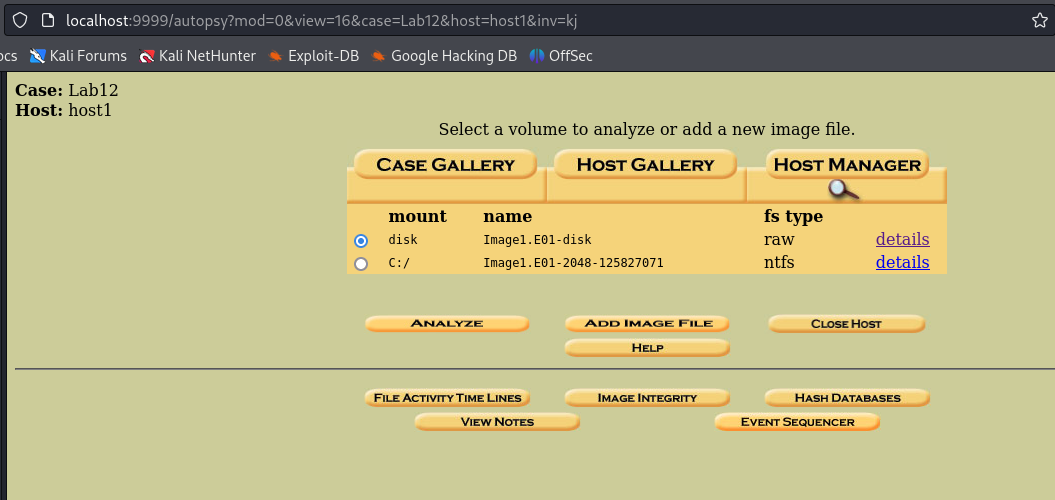 localhost:9999/autopsy?mod=0&view=16&case=Lab12&host=host1&inv=kj
ocs Kali Forums Kali NetHunter Exploit-DB Google Hacking DB OffSec
Case: Lab12
Host: host1
Select a volume to analyze or add a new image file.
CASE GALLERY HOST GALLERY HOST MANAGER
mount name fs type
disk Image1.E01-disk raw details
C:/ Image1.E01-2048-125827071 ntfs details
ANALYZE ADD IMAGE FILE CLOSE HOST
HELP
FILE ACTIVITY TIME LINES IMAGE INTEGRITY HASH DATABASES
VIEW NOTES EVENT SEQUENCER